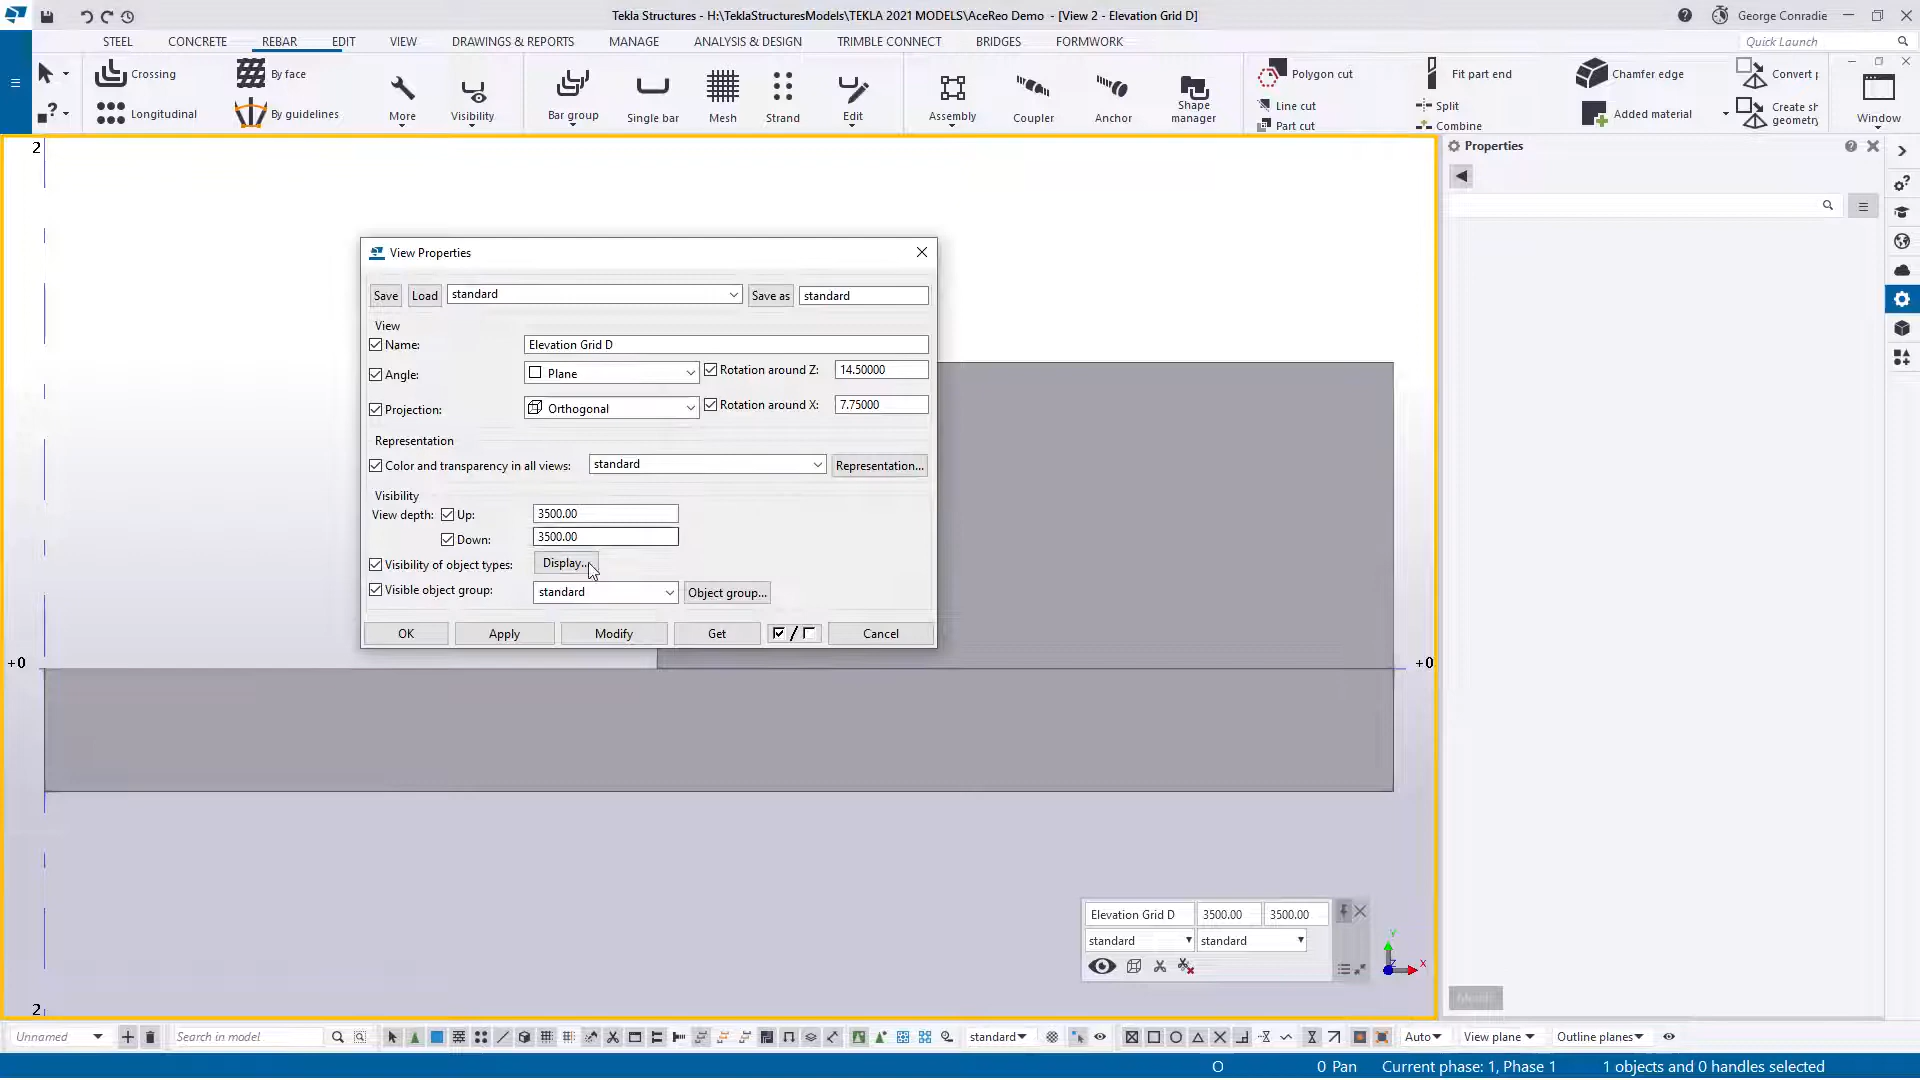 Tekla Structures - H:\TeklaStructuresModels\TEKLA 2021 MODELS\AceReo Demo - [View 2 - Elevation Grid D]
George Conradie
STEEL CONCRETE REBAR EDIT VIEW DRAWINGS & REPORTS MANAGE ANALYSIS & DESIGN TRIMBLE CONNECT BRIDGES FORMWORK
Quick Launch
Crossing
Longitudinal
By face
By guidelines
More
Visibility
Bar group
Single bar
Mesh
Strand
Edit
Assembly
Coupler
Anchor
Shape
manager
Polygon cut
Line cut
Part cut
Fit part end
Split
Combine
Chamfer edge
Added material
Convert
Create sh
geometry
Window
Properties
2
View Properties
Save Load standard Save as standard
View
Name: Elevation Grid D
Angle: Plane Rotation around Z: 14.50000
Projection: Orthogonal Rotation around X: 7.75000
Representation
Color and transparency in all views: standard Representation...
Visibility
View depth: Up: 3500.00
Down: 3500.00
Visibility of object types: Display...
Visible object group: standard Object group...
OK Apply Modify Get / Cancel
+0 +0
Elevation Grid D 3500.00 3500.00
standard standard
Y
Z X
2
Unnamed Search in model standard Auto View plane Outline planes
O 0 Pan Current phase: 1, Phase 1 1 objects and 0 handles selected